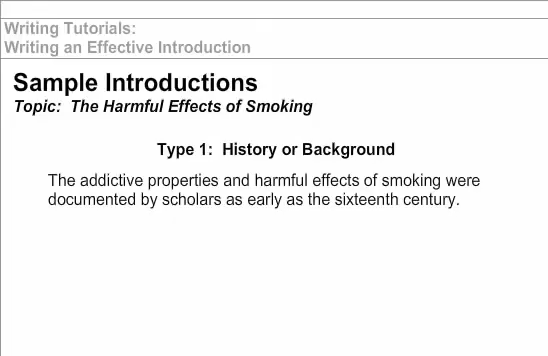 Writing Tutorials:
Writing an Effective Introduction
Sample Introductions
Topic: The Harmful Effects of Smoking
Type 1: History or Background
The addictive properties and harmful effects of smoking were
documented by scholars as early as the sixteenth century.